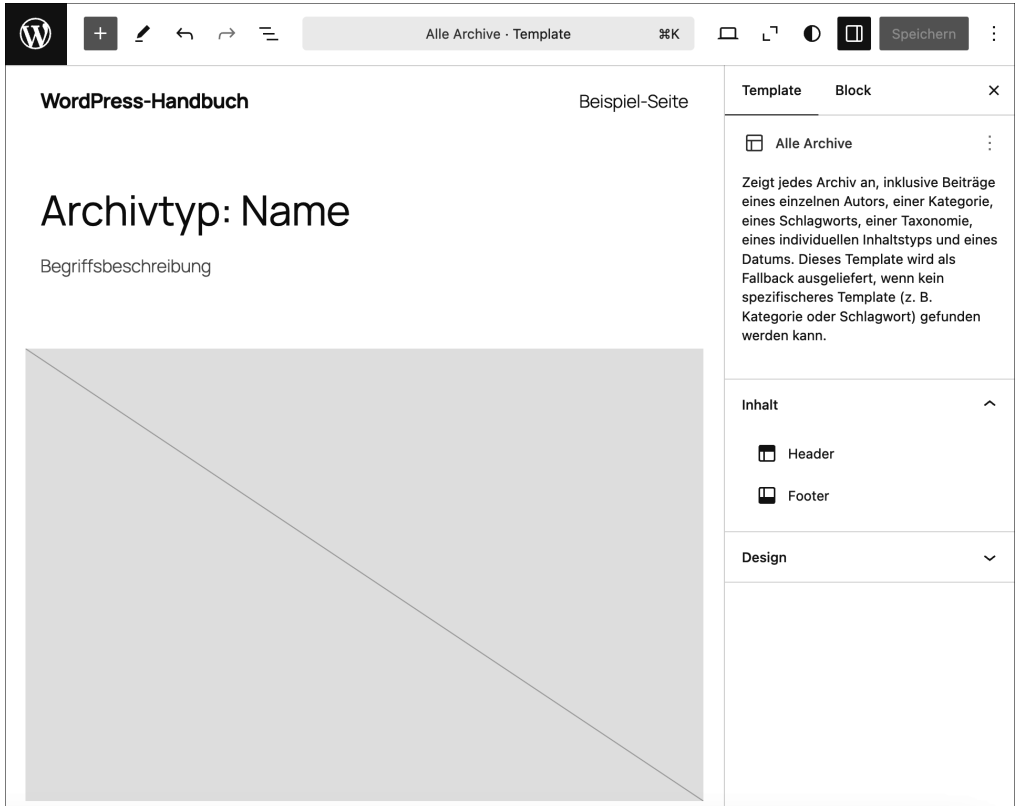 Alle Archive · Template
⌘K
Speichern
WordPress-Handbuch
Beispiel-Seite
Archivtyp: Name
Begriffsbeschreibung
Template
Block
Alle Archive
Zeigt jedes Archiv an, inklusive Beiträge
eines einzelnen Autors, einer Kategorie,
eines Schlagworts, einer Taxonomie,
eines individuellen Inhaltstyps und eines
Datums. Dieses Template wird als
Fallback ausgeliefert, wenn kein
spezifischeres Template (z. B.
Kategorie oder Schlagwort) gefunden
werden kann.
Inhalt
Header
Footer
Design